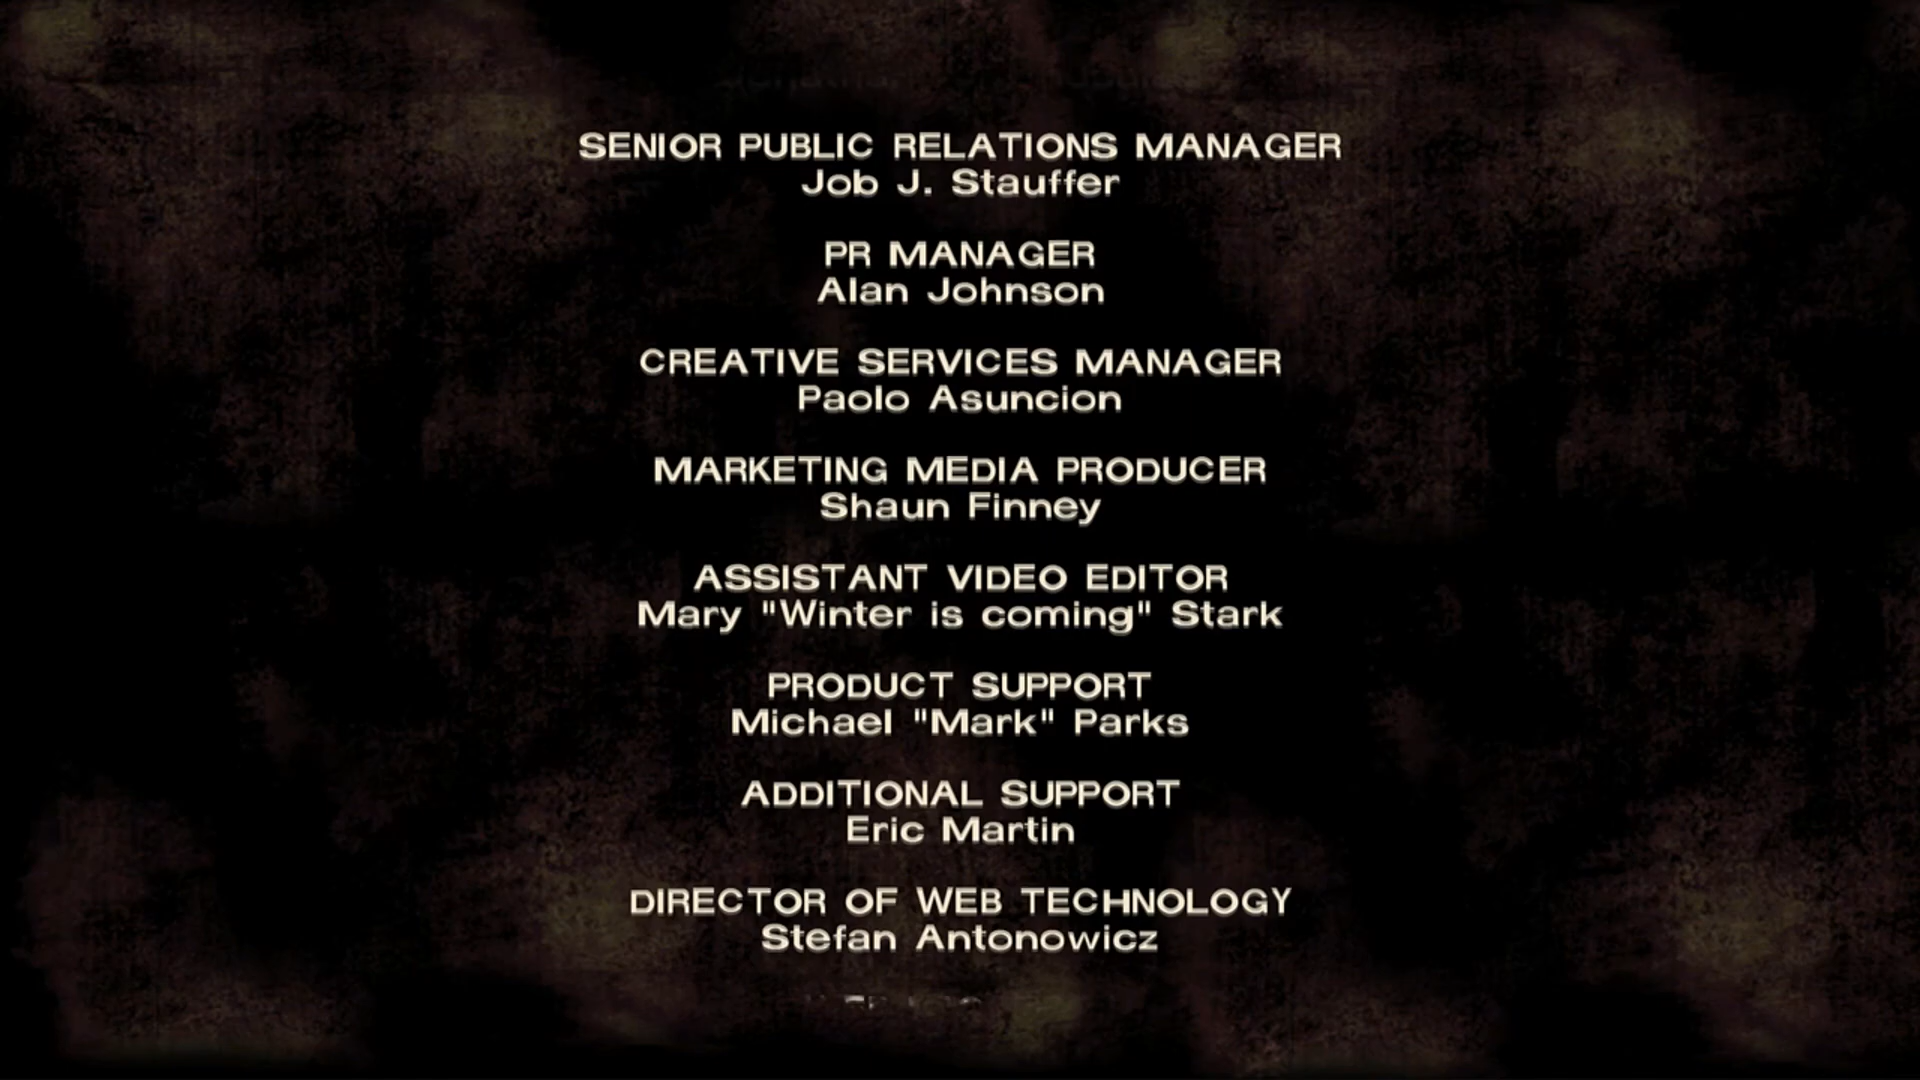 SENIOR PUBLIC RELATIONS MANAGER
Job J. Stauffer
PR MANAGER
Alan Johnson
CREATIVE SERVICES MANAGER
Paolo Asuncion
MARKETING MEDIA PRODUCER
Shaun Finney
ASSISTANT VIDEO EDITOR
Mary "Winter is coming" Stark
PRODUCT SUPPORT
Michael "Mark" Parks
ADDITIONAL SUPPORT
Eric Martin
DIRECTOR OF WEB TECHNOLOGY
Stefan Antonowicz